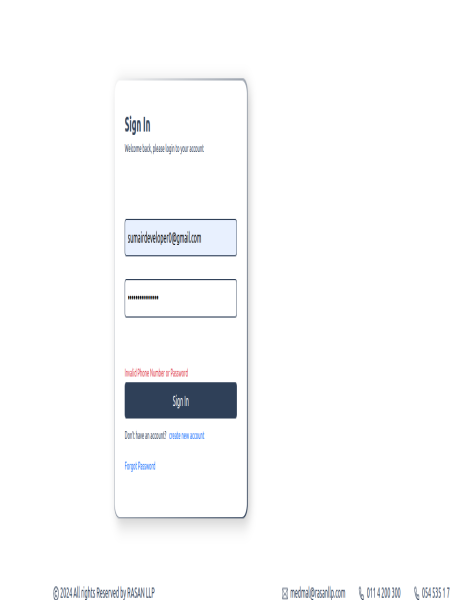 Sign In
Welcome back, please login to your account
sumairdeveloper0@gmail.com
••••••••••••••
Invalid Phone Number or Password
Sign In
Don't have an account? create new account
Forgot Password
© 2024 All rights Reserved by RASAN LLP
medmal@rasanllp.com 011 4 200 300 054 535 1 7